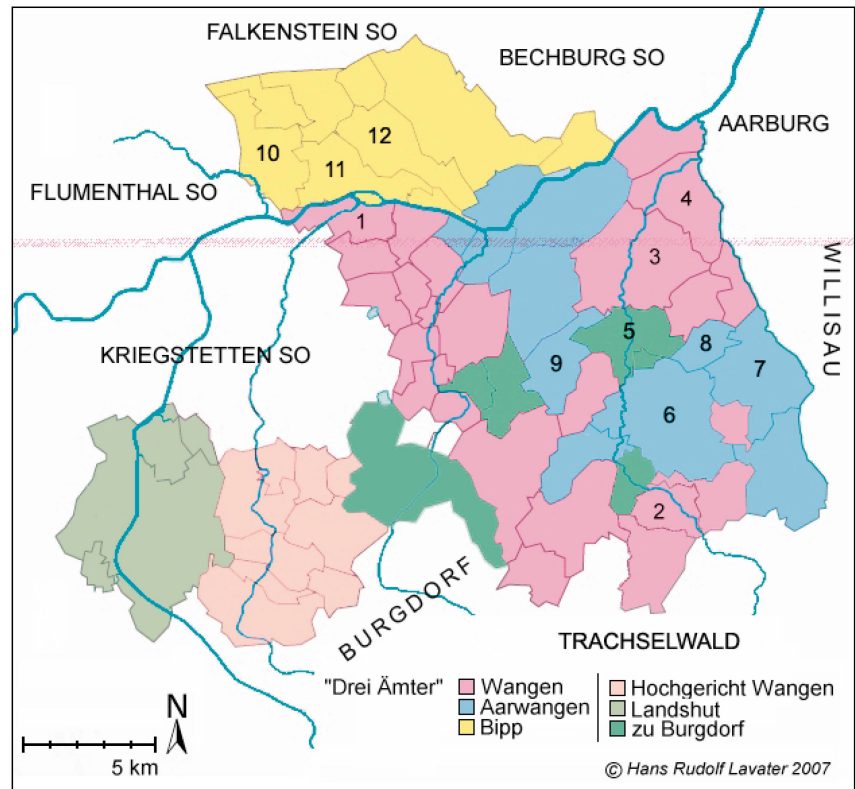 FALKENSTEIN SO
BECHBURG SO
AARBURG
12
10
11
FLUMENTHAL SO
4
1
3
WILLISAU
5
KRIEGSTETTEN SO
8
9
7
6
2
BURGDORF
TRACHSELWALD
"Drei Ämter"
Wangen
Aarwangen
Bipp
Hochgericht Wangen
Landshut
zu Burgdorf
N
5 km
© Hans Rudolf Lavater 2007